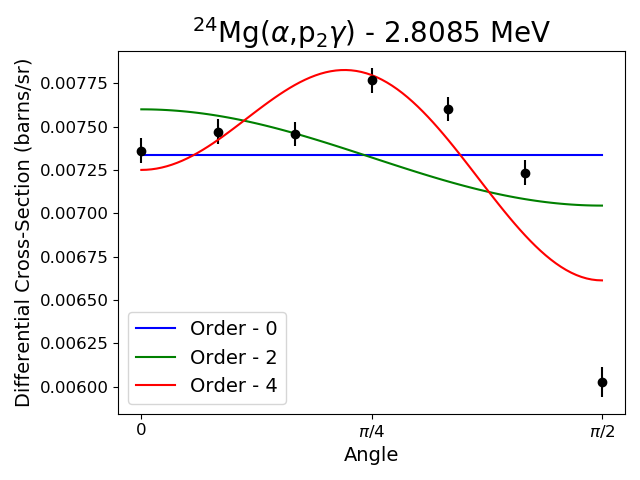 ²⁴Mg(α,p₂γ) - 2.8085 MeV
Differential Cross-Section (barns/sr)
0.00775
0.00750
0.00725
0.00700
0.00675
0.00650
0.00625
0.00600
Order - 0
Order - 2
Order - 4
0
π/4
π/2
Angle